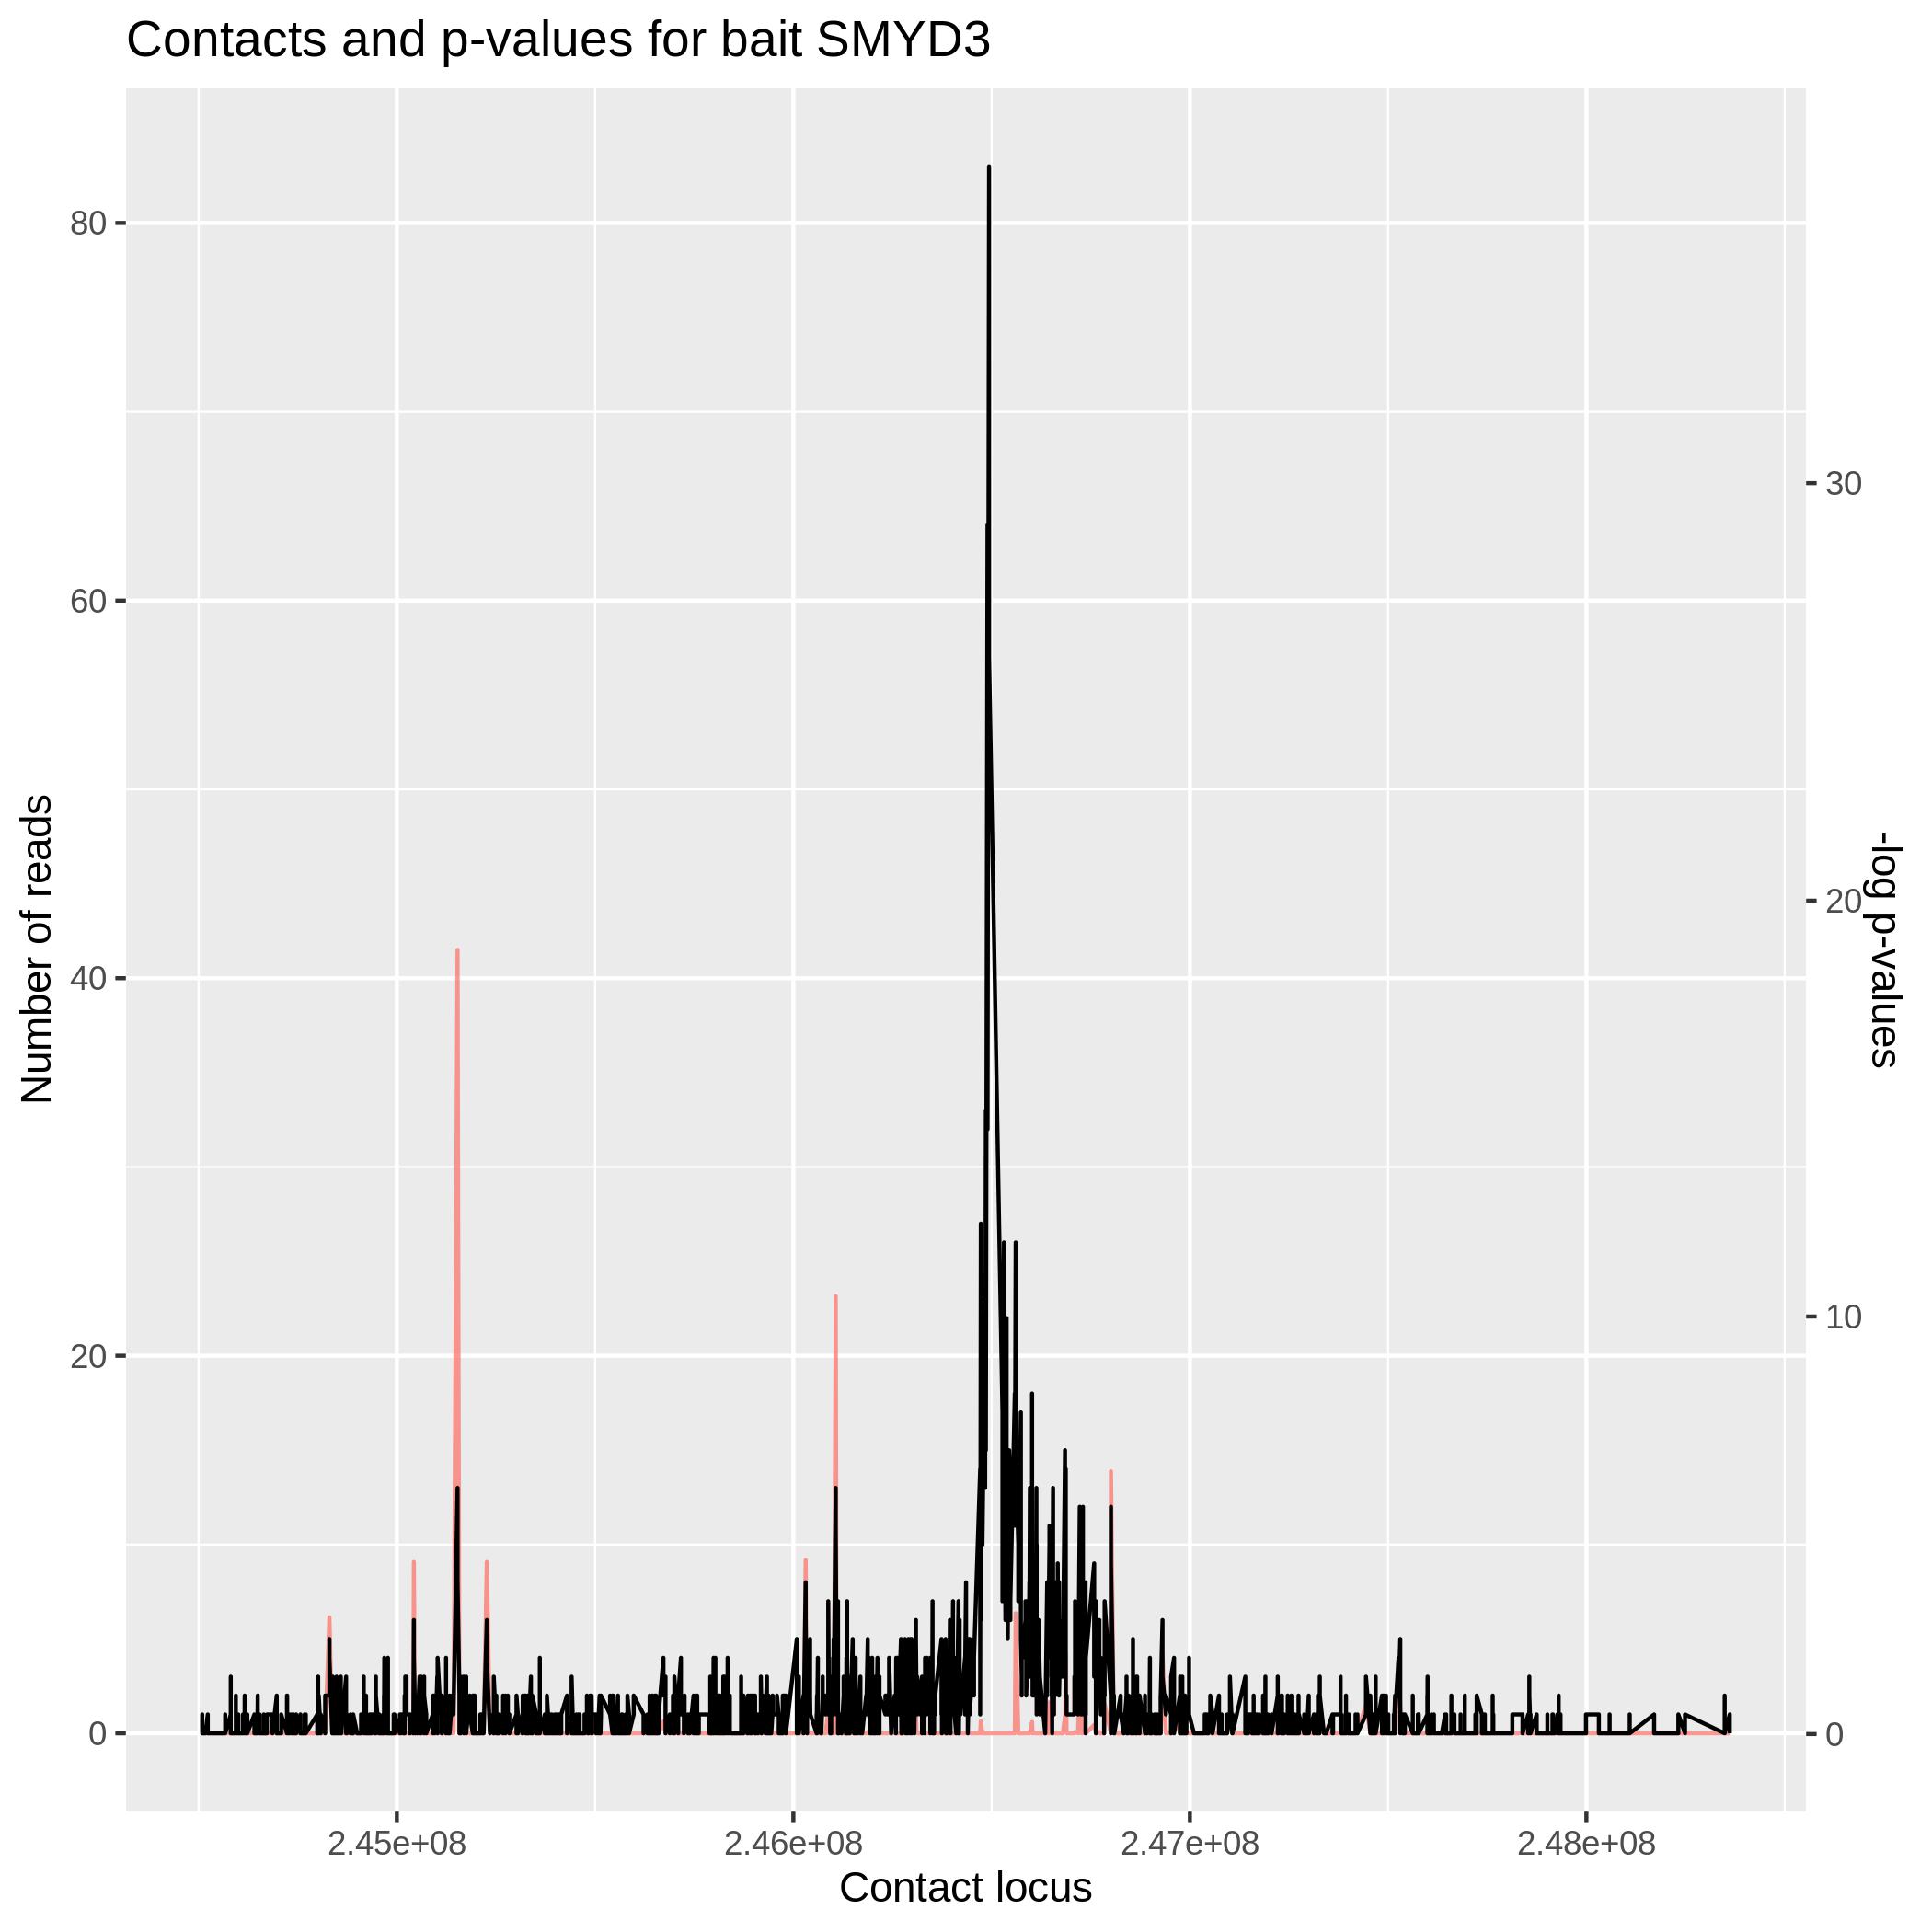 Contacts and p-values for bait SMYD3
Number of reads
80
60
40
20
0
30
20
10
0
-log p-values
2.45e+08 2.46e+08 2.47e+08 2.48e+08
Contact locus